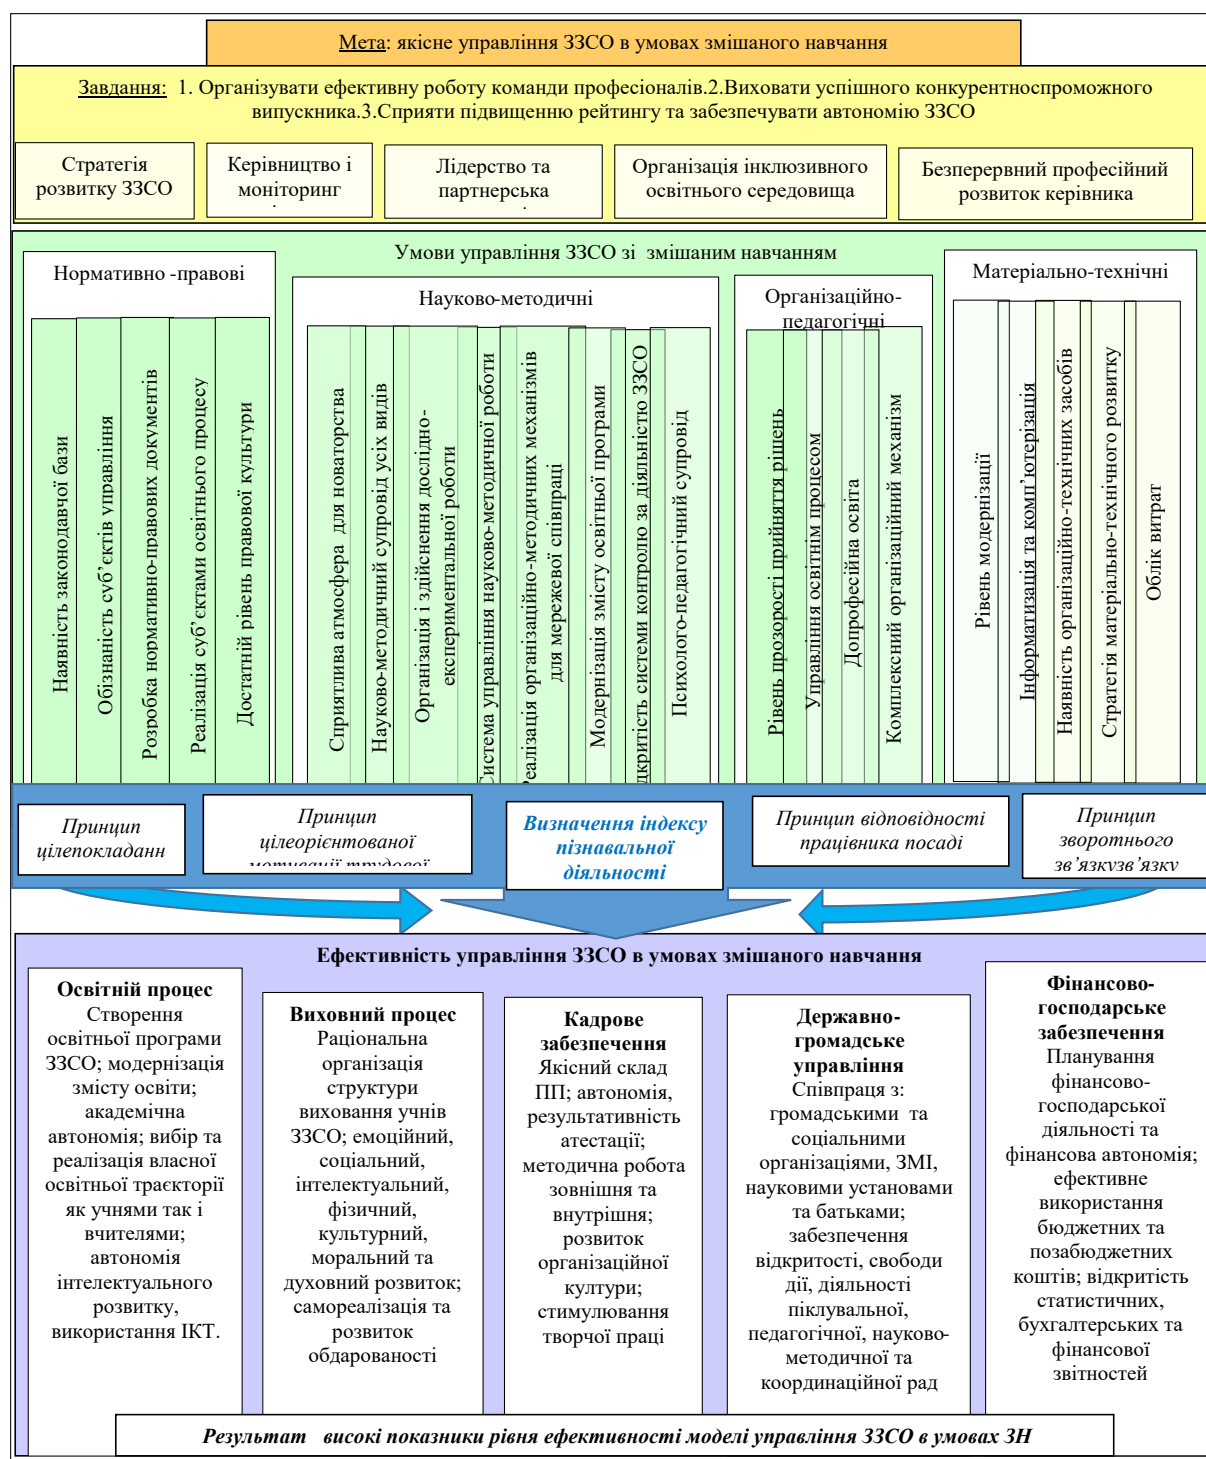 Мета: якісне управління ЗЗСО в умовах змішаного навчання
Завдання: 1. Організувати ефективну роботу команди професіоналів.2.Виховати успішного конкурентноспроможного
випускника.3.Сприяти підвищенню рейтингу та забезпечувати автономію ЗЗСО
Стратегія
розвитку ЗЗСО
Керівництво і
моніторинг
Лідерство та
партнерська
Організація інклюзивного
освітнього середовища
Безперервний професійний
розвиток керівника
Умови управління ЗЗСО зі змішаним навчанням
Нормативно -правові
Наявність законодавчої бази
Обізнаність суб’єктів управління
Розробка нормативно-правових документів
Реалізація суб’єктами освітнього процесу
Достатній рівень правової культури
Науково-методичні
Сприятлива атмосфера для новаторства
Науково-методичний супровід усіх видів
Організація і здійснення дослідно-
експериментальної роботи
Система управління науково-методичної роботи
Реалізація організаційно-методичних механізмів
для мережевої співпраці
Модернізація змісту освітньої програми
дкритість системи контролю за діяльністю ЗЗСО
Психолого-педагогічний супровід
Організаційно-
педагогічні
Рівень прозорості прийняття рішень
Управління освітнім процесом
Допрофесійна освіта
Комплексний організаційний механізм
Матеріально-технічні
Рівень модернізації
Інформатизація та комп’ютерізація
Наявність організаційно-технічних засобів
Стратегія матеріально-технічного розвитку
Облік витрат
Принцип
цілепокладанн
Принцип
цілеорієнтованої
мотивації трудової
Визначення індексу
пізнавальної
діяльності
Принцип відповідності
працівника посаді
Принцип
зворотнього
зв’язкузв’язку
Ефективність управління ЗЗСО в умовах змішаного навчання
Освітній процес
Створення
освітньої програми
ЗЗСО; модернізація
змісту освіти;
академічна
автономія; вибір та
реалізація власної
освітньої траєкторії
як учнями так і
вчителями;
автономія
інтелектуального
розвитку,
використання ІКТ.
Виховний процес
Раціональна
організація
структури
виховання учнів
ЗЗСО; емоційний,
соціальний,
інтелектуальний,
фізичний,
культурний,
моральний та
духовний розвиток;
самореалізація та
розвиток
обдарованості
Кадрове
забезпечення
Якісний склад
ПП; автономія,
результативність
атестації;
методична робота
зовнішня та
внутрішня;
розвиток
організаційної
култури;
стимулювання
творчої праці
Державно-
громадське
управління
Співпраця з:
громадськими та
соціальними
організаціями, ЗМІ,
науковими установами
та батьками;
забезпечення
відкритості, свободи
дії, діяльності
піклувальної,
педагогічної, науково-
методичної та
координаційної рад
Фінансово-
господарське
забезпечення
Планування
фінансово-
господарської
діяльності та
фінансова автономія;
ефективне
використання
бюджетних та
позабюджетних
коштів; відкритість
статистичних,
бухгалтерських та
фінансової
звітностей
Результат високі показники рівня ефективності моделі управління ЗЗСО в умовах ЗН